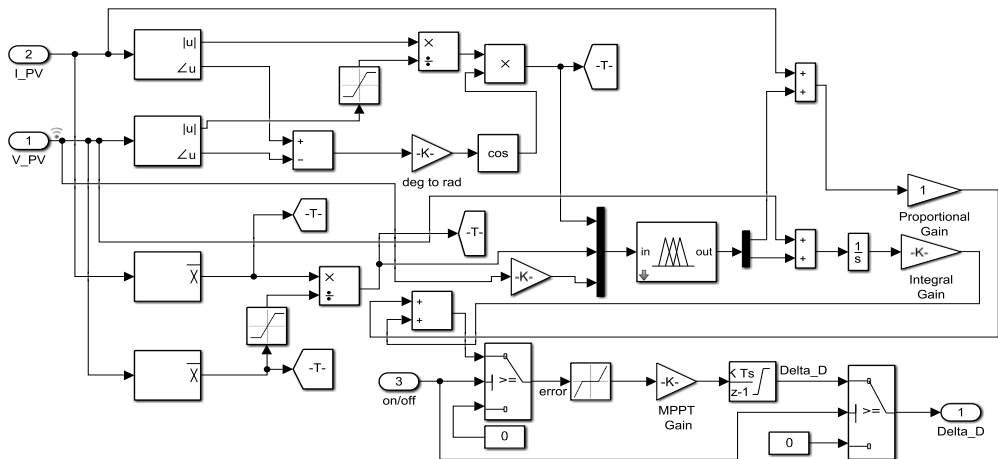 2
I_PV
|u|
∠u
×
÷
×
-T-
+
+
1
V_PV
|u|
∠u
+
−
-K-
deg to rad
cos
1
Proportional
Gain
-T-
-T-
in
out
+
+
1
s
-K-
Integral
Gain
X
×
÷
-K-
+
+
X
-T-
3
on/off
>=
0
error
-K-
MPPT
Gain
K Ts
z-1
Delta_D
>=
0
1
Delta_D